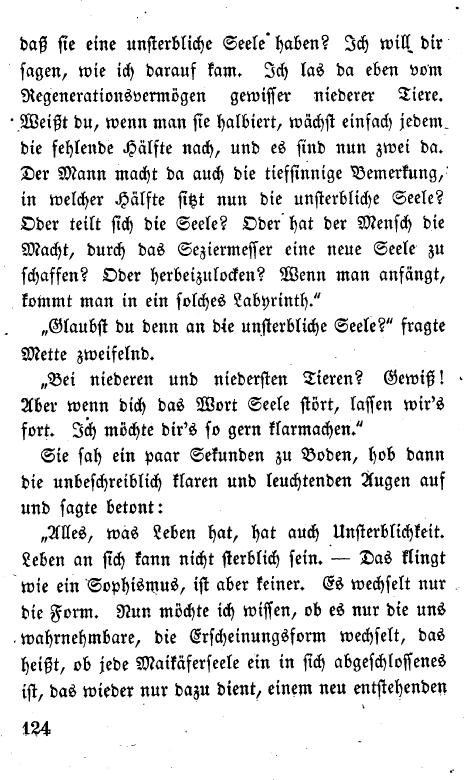 daß sie eine unsterbliche Seele haben? Ich will dir
sagen, wie ich darauf kam. Ich las da eben vom
Regenerationsvermögen gewisser niederer Tiere.
Weißt du, wenn man sie halbiert, wächst einfach jedem
die fehlende Hälfte nach, und es sind nun zwei da.
Der Mann macht da auch die tiefsinnige Bemerkung,
in welcher Hälfte sitzt nun die unsterbliche Seele?
Oder teilt sich die Seele? Oder hat der Mensch die
Macht, durch das Seziermesser eine neue Seele zu
schaffen? Oder herbeizulocken? Wenn man anfängt,
kommt man in ein solches Labyrinth.“
„Glaubst du denn an die unsterbliche Seele?“ fragte
Mette zweifelnd.
„Bei niederen und niedersten Tieren? Gewiß!
Aber wenn dich das Wort Seele stört, lassen wir's
fort. Ich möchte dir's so gern klarmachen.“
Sie sah ein paar Sekunden zu Boden, hob dann
die unbeschreiblich klaren und leuchtenden Augen auf
und sagte betont:
„Alles, was Leben hat, hat auch Unsterblichkeit.
Leben an sich kann nicht sterblich sein. — Das klingt
wie ein Sophismus, ist aber keiner. Es wechselt nur
die Form. Nun möchte ich wissen, ob es nur die uns
wahrnehmbare, die Erscheinungsform wechselt, das
heißt, ob jede Maikäferseele ein in sich abgeschlossenes
ist, das wieder nur dazu dient, einem neu entstehenden
124